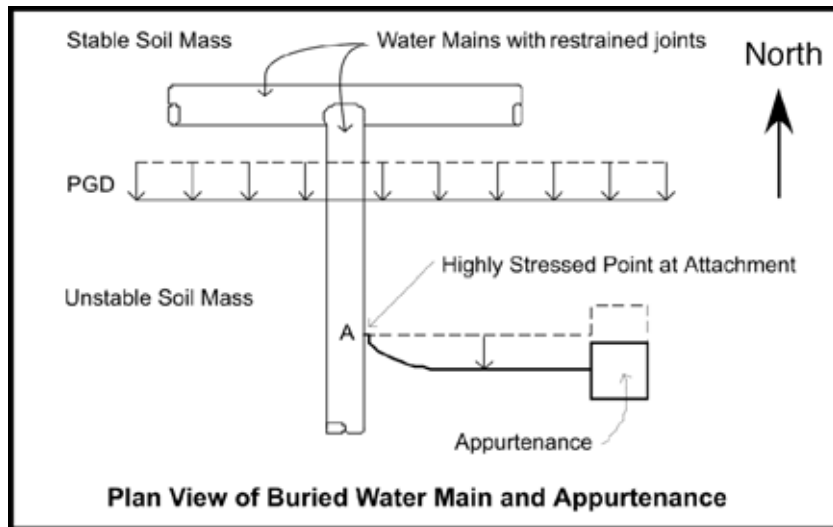 Stable Soil Mass
Water Mains with restrained joints
North
PGD
Highly Stressed Point at Attachment
Unstable Soil Mass
A
Appurtenance
Plan View of Buried Water Main and Appurtenance